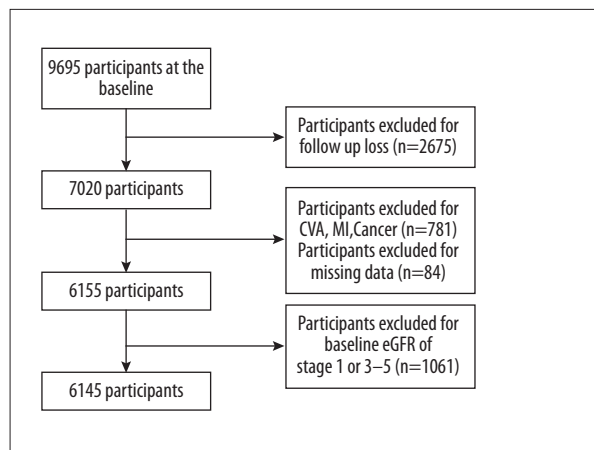 9695 participants at the
baseline
Participants excluded for
follow up loss (n=2675)
7020 participants
Participants excluded for
CVA, MI,Cancer (n=781)
Participants excluded for
missing data (n=84)
6155 participants
Participants excluded for
baseline eGFR of
stage 1 or 3–5 (n=1061)
6145 participants